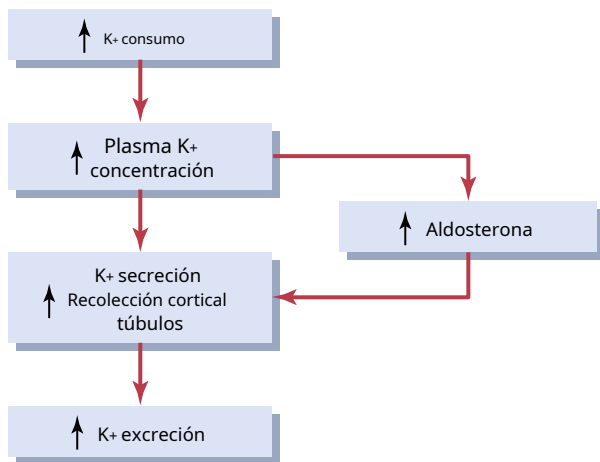 K+ consumo
Plasma K+
concentración
Aldosterona
K+ secreción
Recolección cortical
túbulos
K+ excreción